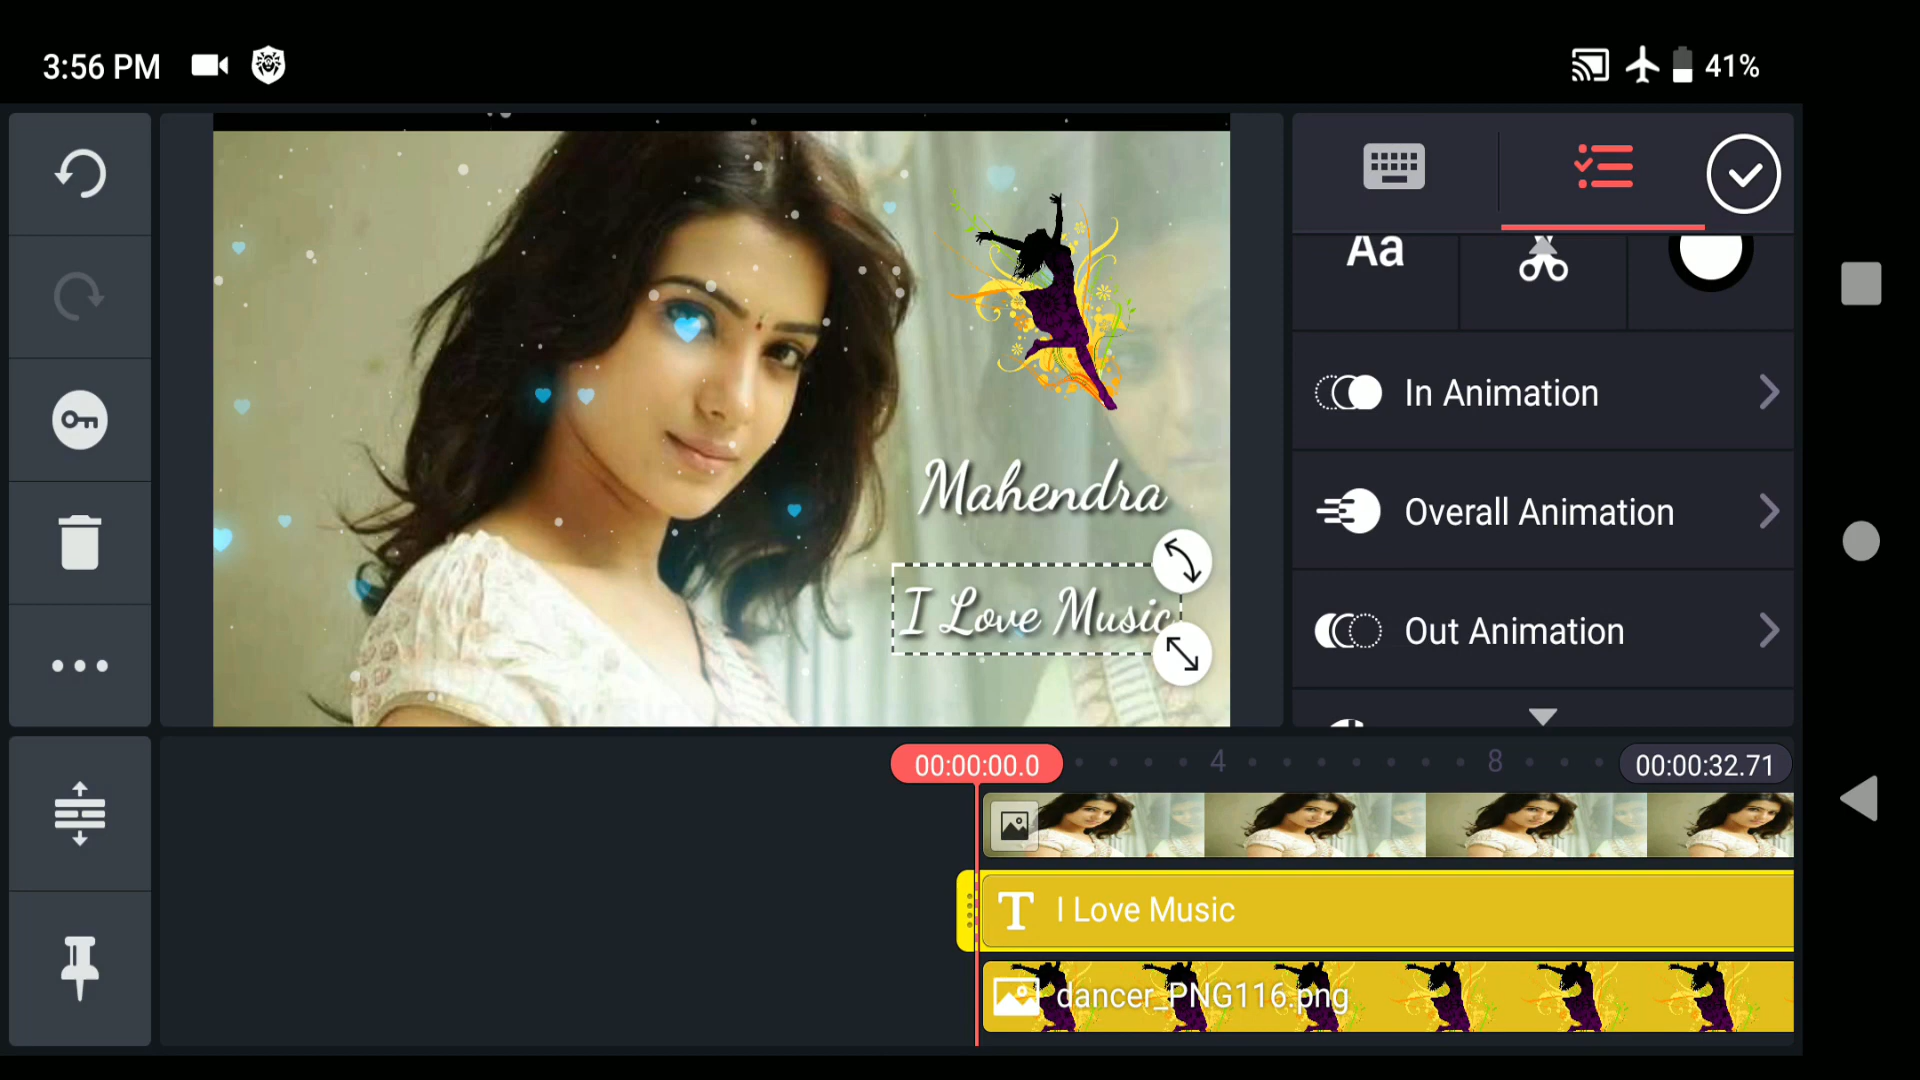 3:56 PM
41%
Aa
In Animation
Overall Animation
Out Animation
Mahendra
I Love Music
00:00:00.0
4
8
00:00:32.71
I Love Music
dancer_PNG116.png